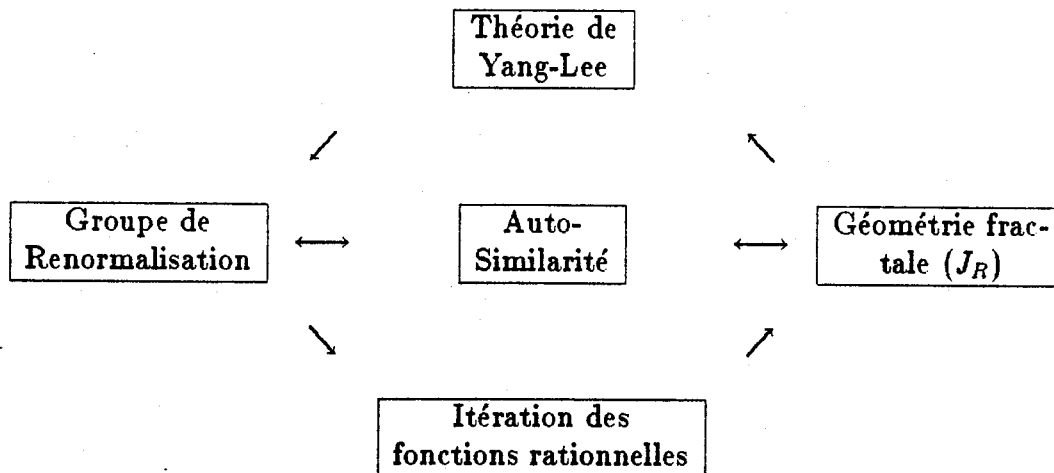 Théorie de
Yang-Lee
Groupe de
Renormalisation
Auto-
Similarité
Géométrie frac-
tale (J_R)
Itération des
fonctions rationnelles